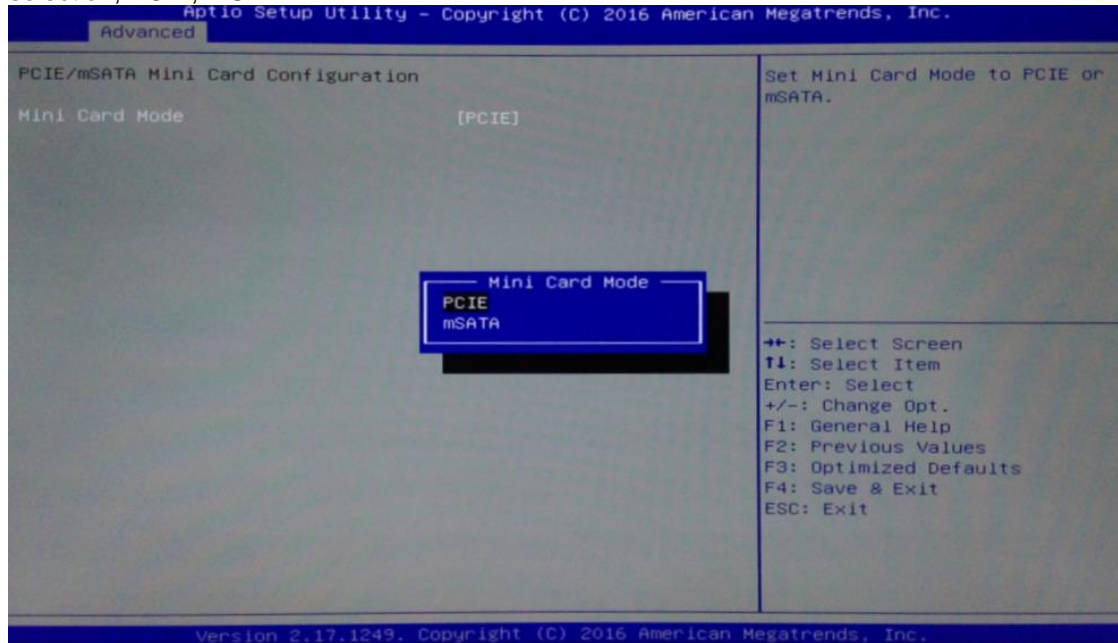 Aptio Setup Utility – Copyright (C) 2016 American Megatrends, Inc.
Advanced
PCIE/mSATA Mini Card Configuration
Mini Card Mode [PCIE]
Mini Card Mode
PCIE
mSATA
Set Mini Card Mode to PCIE or
mSATA.
→←: Select Screen
↑↓: Select Item
Enter: Select
+/-: Change Opt.
F1: General Help
F2: Previous Values
F3: Optimized Defaults
F4: Save & Exit
ESC: Exit
Version 2.17.1249. Copyright (C) 2016 American Megatrends, Inc.